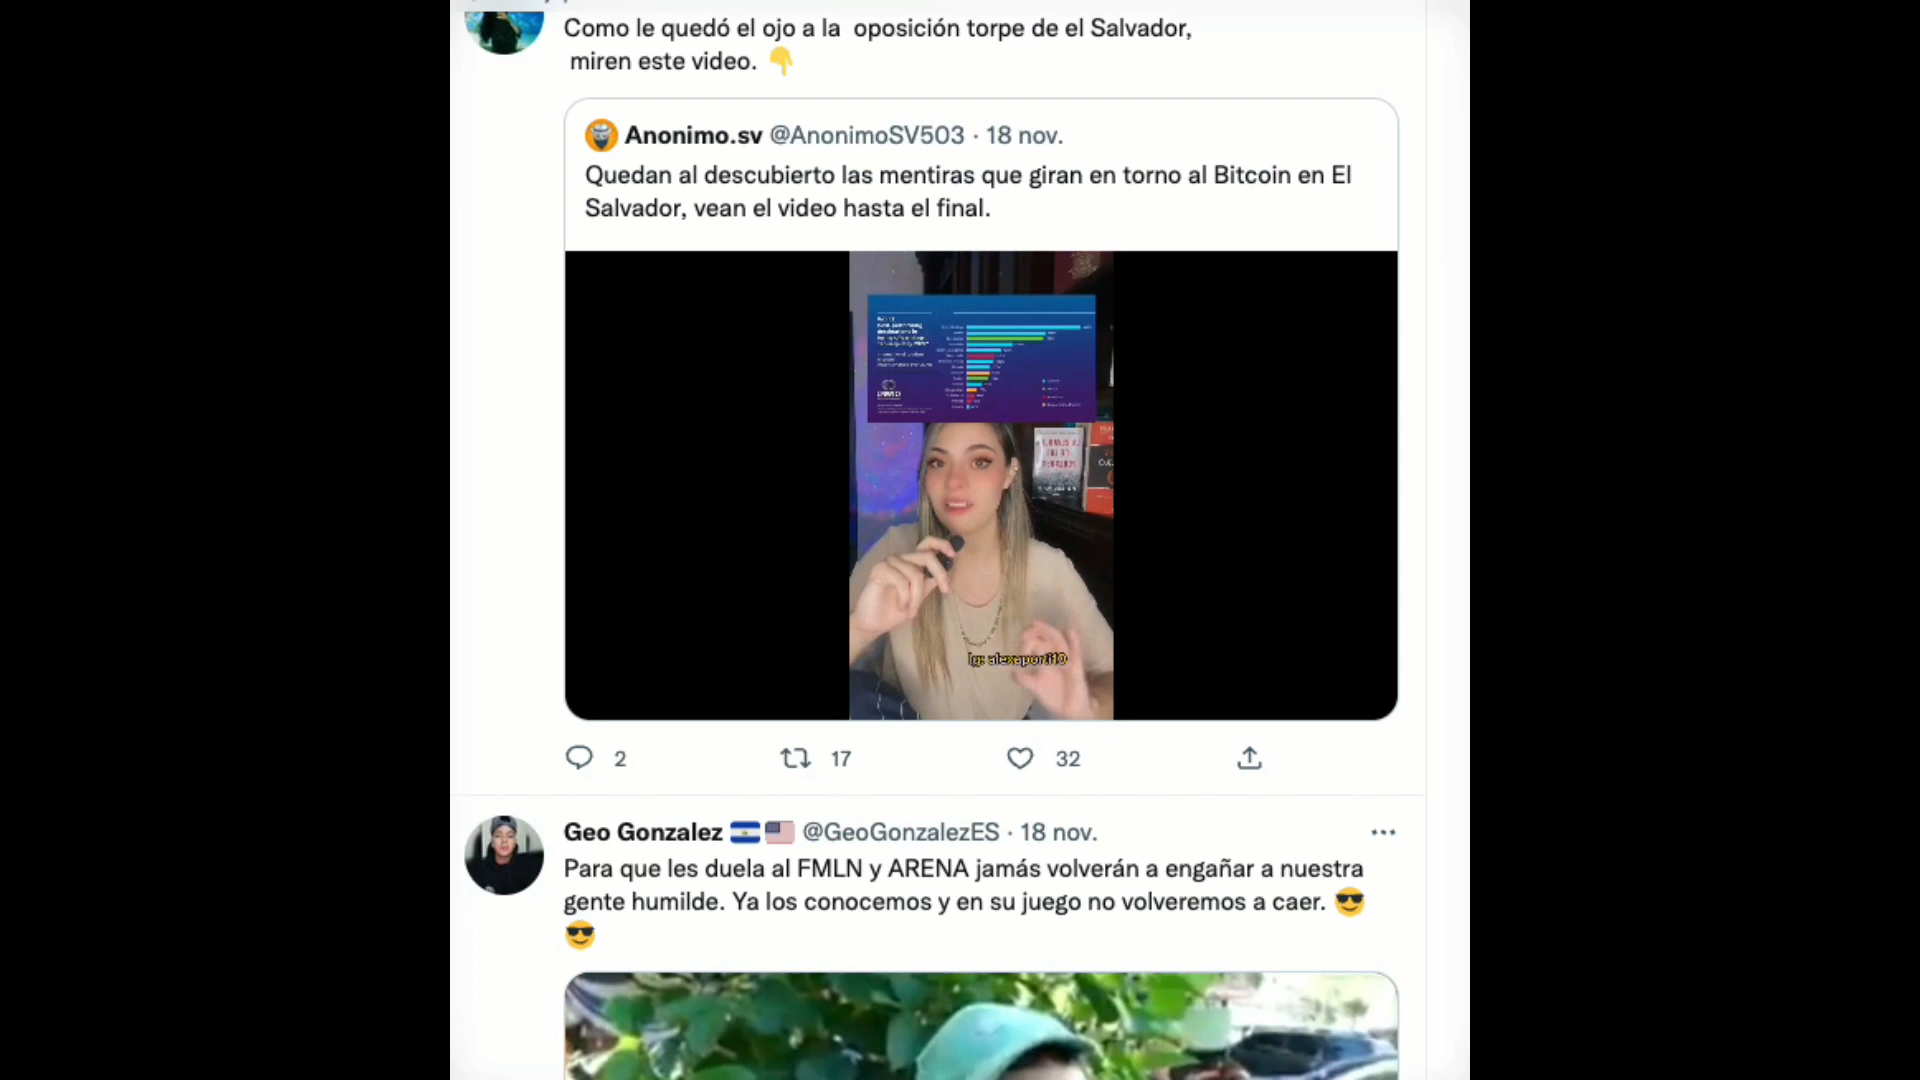 Como le quedó el ojo a la oposición torpe de el Salvador,
miren este video. 👇
Anonimo.sv @AnonimoSV503 · 18 nov.
Quedan al descubierto las mentiras que giran en torno al Bitcoin en El
Salvador, vean el video hasta el final.
Ig: alexaporti10
2 17 32
Geo Gonzalez 🇸🇻🇺🇸 @GeoGonzalezES · 18 nov. ...
Para que les duela al FMLN y ARENA jamás volverán a engañar a nuestra
gente humilde. Ya los conocemos y en su juego no volveremos a caer. 😎
😎